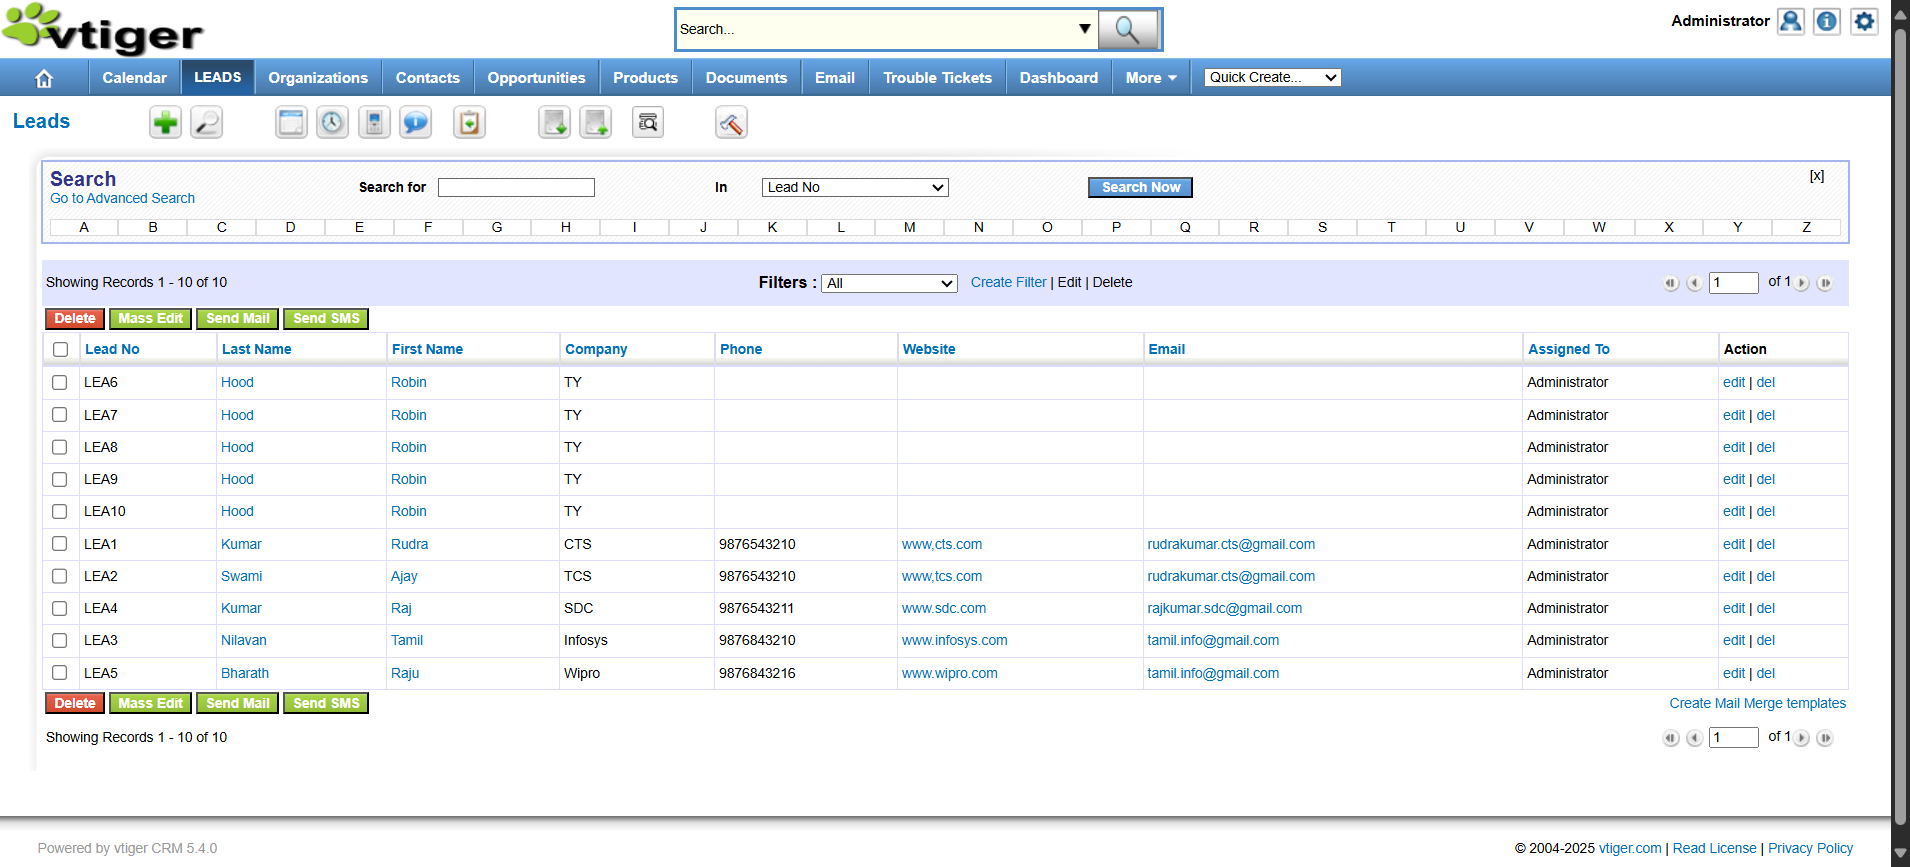 vtiger
Search...
Administrator
Calendar LEADS Organizations Contacts Opportunities Products Documents Email Trouble Tickets Dashboard More Quick Create...
Leads
Search
Go to Advanced Search
Search for In Lead No Search Now [x]
A B C D E F G H I J K L M N O P Q R S T U V W X Y Z
Showing Records 1 - 10 of 10 Filters : All Create Filter | Edit | Delete 1 of 1
Delete Mass Edit Send Mail Send SMS
Lead No Last Name First Name Company Phone Website Email Assigned To Action
LEA6 Hood Robin TY Administrator edit | del
LEA7 Hood Robin TY Administrator edit | del
LEA8 Hood Robin TY Administrator edit | del
LEA9 Hood Robin TY Administrator edit | del
LEA10 Hood Robin TY Administrator edit | del
LEA1 Kumar Rudra CTS 9876543210 www,cts.com rudrakumar.cts@gmail.com Administrator edit | del
LEA2 Swami Ajay TCS 9876543210 www,tcs.com rudrakumar.cts@gmail.com Administrator edit | del
LEA4 Kumar Raj SDC 9876543211 www.sdc.com rajkumar.sdc@gmail.com Administrator edit | del
LEA3 Nilavan Tamil Infosys 9876843210 www.infosys.com tamil.info@gmail.com Administrator edit | del
LEA5 Bharath Raju Wipro 9876843216 www.wipro.com tamil.info@gmail.com Administrator edit | del
Delete Mass Edit Send Mail Send SMS Create Mail Merge templates
Showing Records 1 - 10 of 10 1 of 1
Powered by vtiger CRM 5.4.0 © 2004-2025 vtiger.com | Read License | Privacy Policy